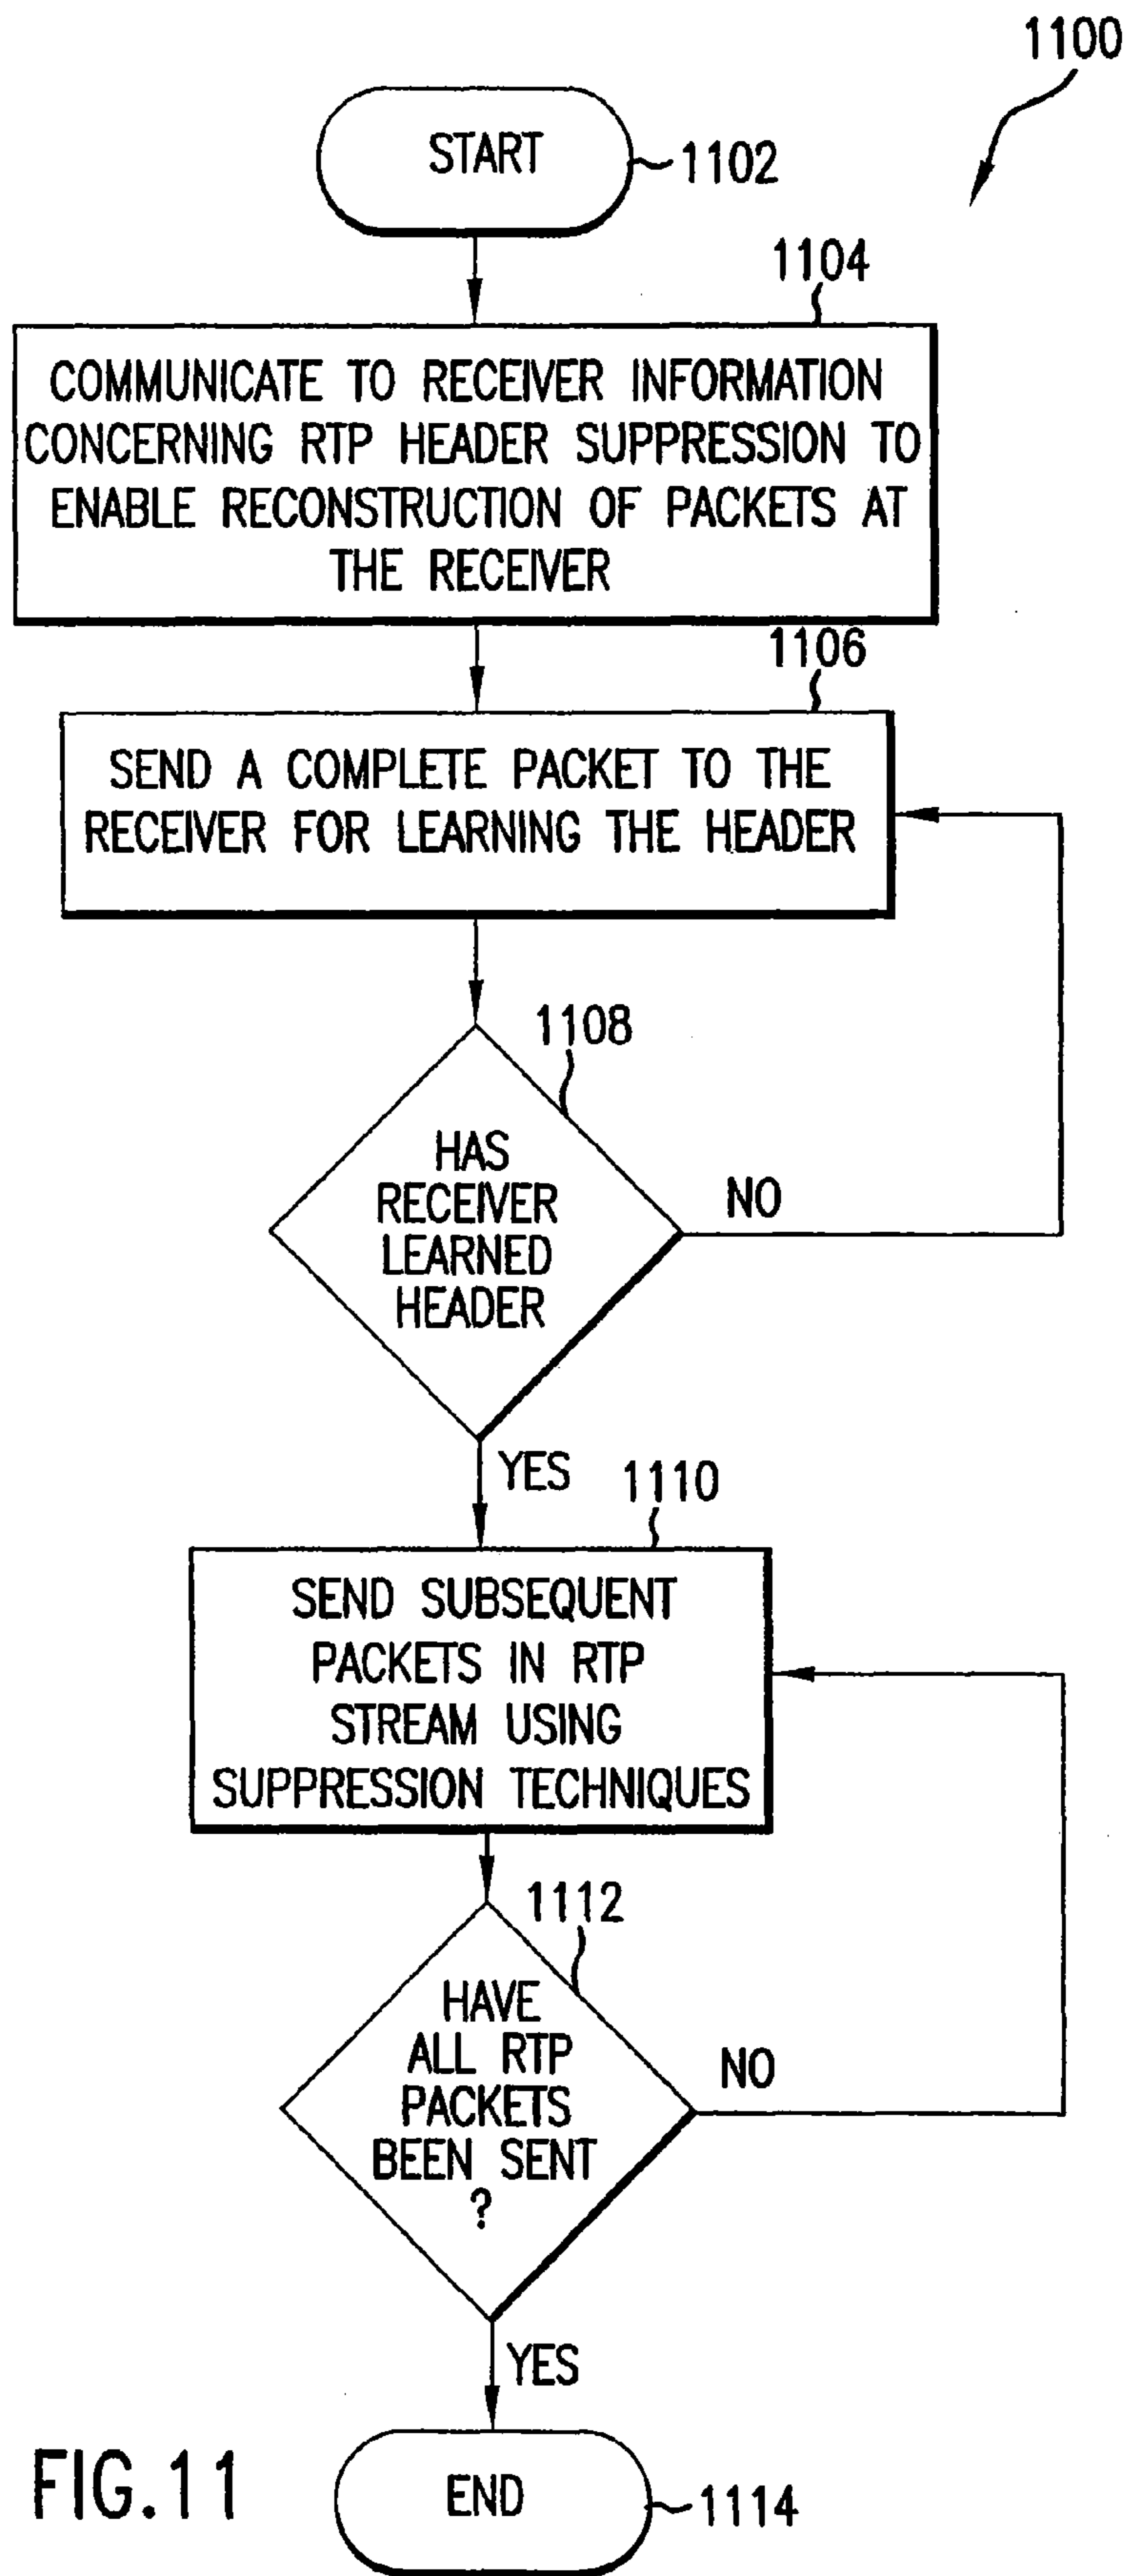 1100
START
1102
1104
COMMUNICATE TO RECEIVER INFORMATION
CONCERNING RTP HEADER SUPPRESSION TO
ENABLE RECONSTRUCTION OF PACKETS AT
THE RECEIVER
1106
SEND A COMPLETE PACKET TO THE
RECEIVER FOR LEARNING THE HEADER
1108
HAS
RECEIVER
LEARNED
HEADER
NO
YES
1110
SEND SUBSEQUENT
PACKETS IN RTP
STREAM USING
SUPPRESSION TECHNIQUES
1112
HAVE
ALL RTP
PACKETS
BEEN SENT
?
NO
YES
END
1114
FIG.11